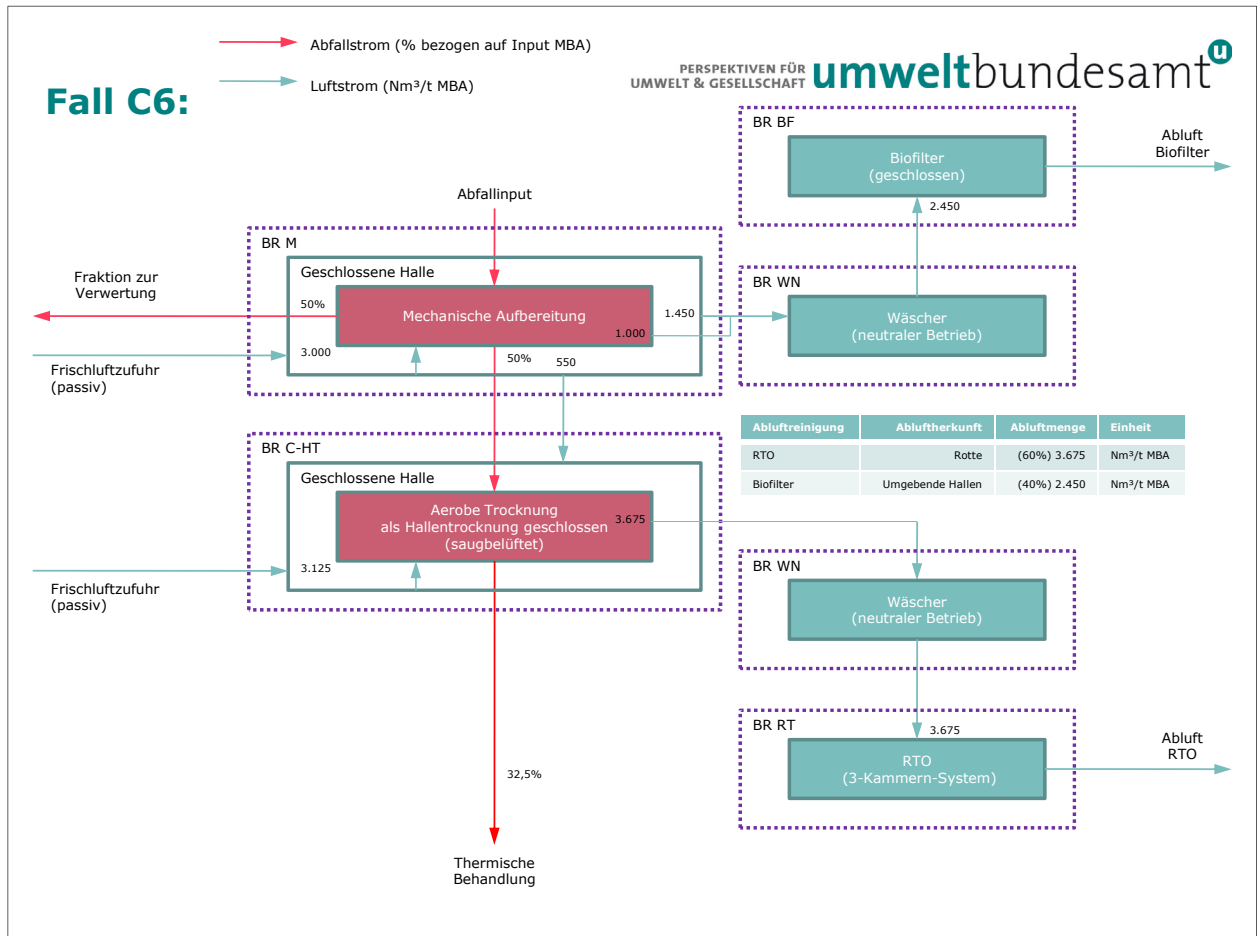 Abfallstrom (% bezogen auf Input MBA)
Luftstrom (Nm³/t MBA)
PERSPEKTIVEN FÜR
UMWELT & GESELLSCHAFT
umweltbundesamt
u
Fall C6:
BR BF
Biofilter
(geschlossen)
2.450
Abluft
Biofilter
Abfallinput
BR M
Geschlossene Halle
Fraktion zur
Verwertung
50%
Mechanische Aufbereitung
1.000
1.450
3.000
50%
550
Frischluftzufuhr
(passiv)
BR WN
Wäscher
(neutraler Betrieb)
Abluftreinigung Abluftherkunft Abluftmenge Einheit
RTO Rotte (60%) 3.675 Nm³/t MBA
Biofilter Umgebende Hallen (40%) 2.450 Nm³/t MBA
BR C-HT
Geschlossene Halle
Aerobe Trocknung
als Hallentrocknung geschlossen
(saugbelüftet)
3.675
3.125
Frischluftzufuhr
(passiv)
BR WN
Wäscher
(neutraler Betrieb)
BR RT
3.675
RTO
(3-Kammern-System)
Abluft
RTO
32,5%
Thermische
Behandlung